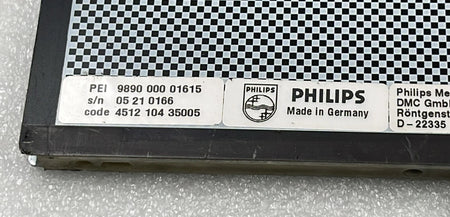 PEI 9890 000 01615
s/n 05 21 0166
code 4512 104 35005
PHILIPS
PHILIPS
Made in Germany
Philips Me
DMC Gmb
Röntgenst
D-22335